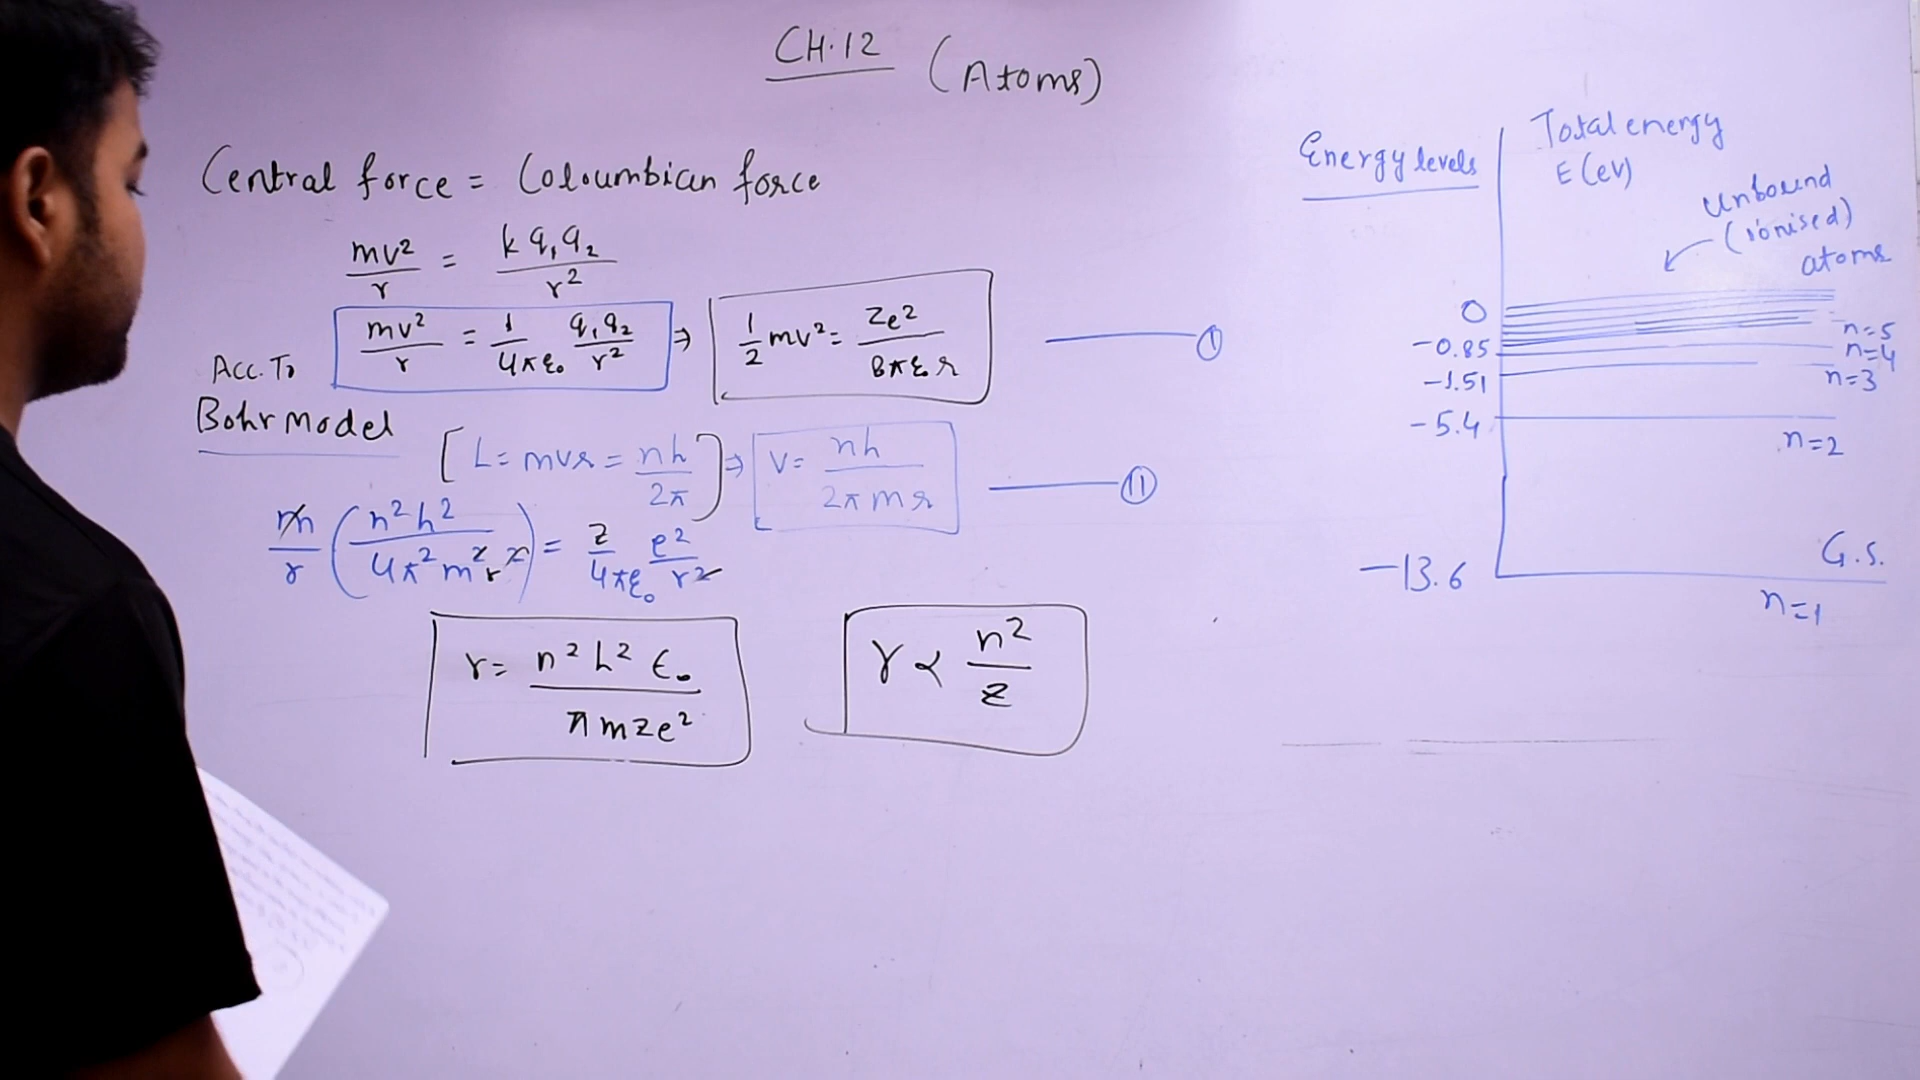 CH.12 (Atoms)
Central force = Coloumbian force
mv²/r = k q₁q₂/r²
mv²/r = 1/4πε₀ q₁q₂/r² ⇒ 1/2 mv² = Ze²/8πε₀r —— (I)
Acc. To
Bohr Model
[L = mvr = nh/2π] ⇒ V = nh/2πmr —— (II)
m/r (n²h²/4π²m²r²) = z/4πε₀ e²/r²
r = n²h²ε₀/πmze²
r ∝ n²/z
Energy levels
Total energy
E (ev)
unbound
(ionised)
atoms
0
n=5
-0.85
n=4
-1.51
n=3
-5.4
n=2
-13.6
G.S.
n=1